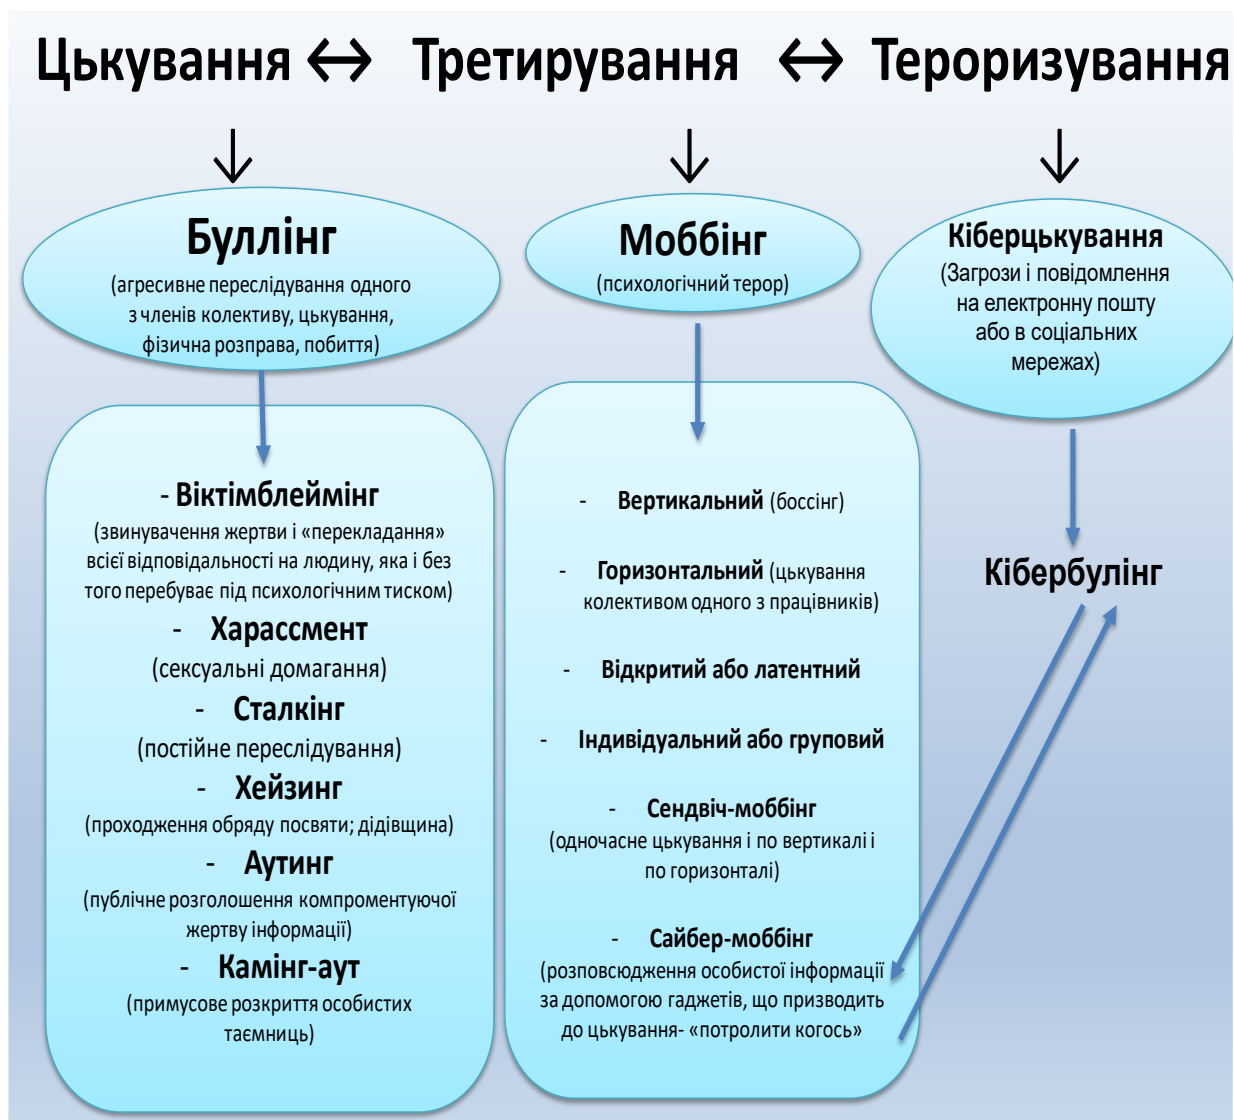 Цькування ↔ Третирування ↔ Тероризування
Буллінг
(агресивне переслідування одного
з членів колективу, цькування,
фізична розправа, побиття)
Моббінг
(психологічний терор)
Кіберцькування
(Загрози і повідомлення
на електронну пошту
або в соціальних
мережах)
- Віктімблеймінг
(звинувачення жертви і «перекладання»
всієї відповідальності на людину, яка і без
того перебуває під психологічним тиском)
- Харассмент
(сексуальні домагання)
- Сталкінг
(постійне переслідування)
- Хейзинг
(проходження обряду посвяти; дідівщина)
- Аутинг
(публічне розголошення компроментуючої
жертву інформації)
- Камінг-аут
(примусове розкриття особистих
таємниць)
- Вертикальний (боссінг)
- Горизонтальний (цькування
колективом одного з працівників)
- Відкритий або латентний
- Індивідуальний або груповий
- Сендвіч-моббінг
(одночасне цькування і по вертикалі і
по горизонталі)
- Сайбер-моббінг
(розповсюдження особистої інформації
за допомогою гаджетів, що призводить
до цькування- «потролити когось»
Кібербулінг